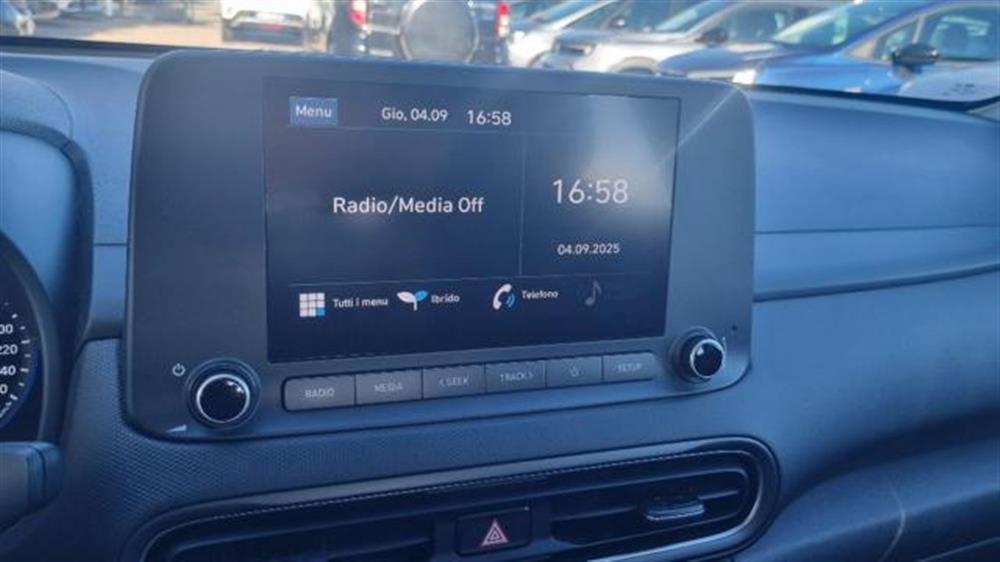 Menu
Gio, 04.09
16:58
Radio/Media Off
16:58
04.09.2025
Tutti i menu
Ibrido
Telefono
RADIO
MEDIA
<SEEK
TRACK>
SETUP
220